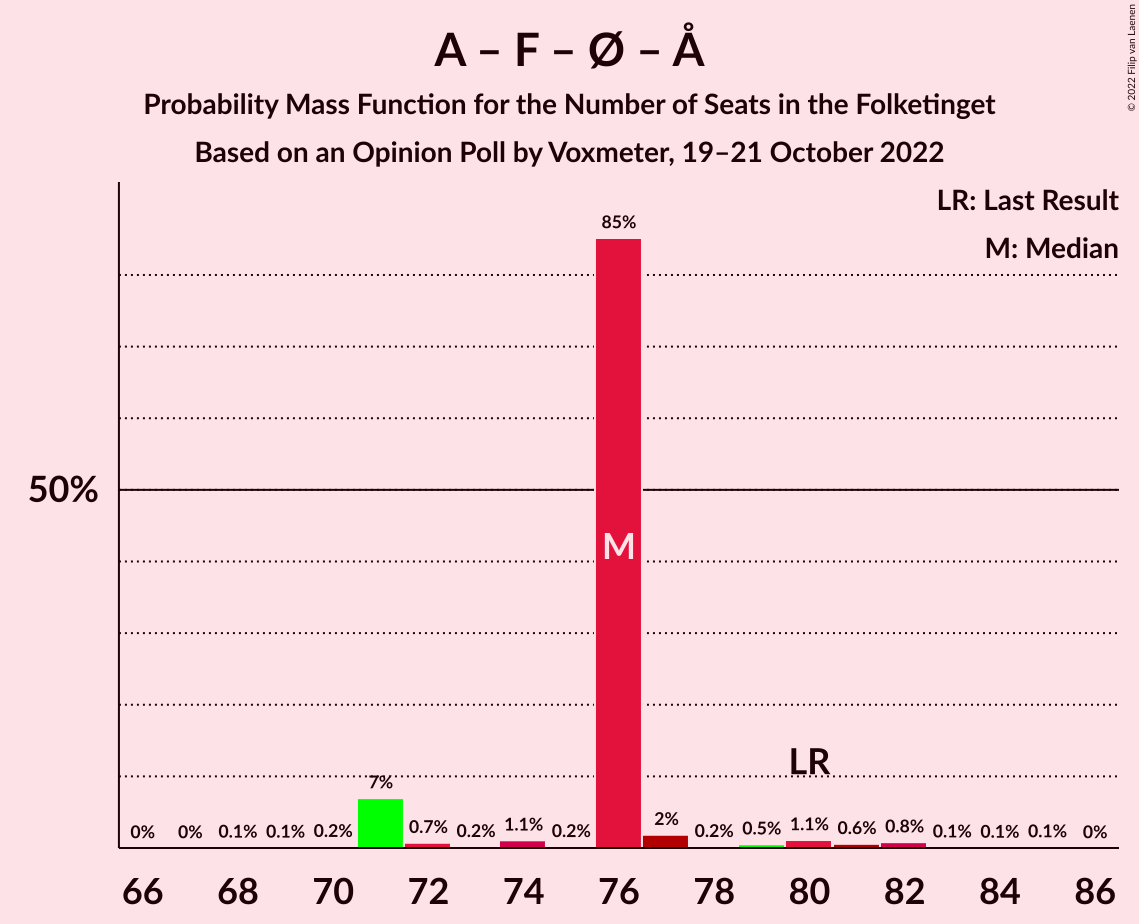 A – F – Ø – Å
Probability Mass Function for the Number of Seats in the Folketinget
Based on an Opinion Poll by Voxmeter, 19–21 October 2022
© 2022 Filip van Laenen
LR: Last Result
M: Median
50%
0% 0% 0.1% 0.1% 0.2% 7% 0.7% 0.2% 1.1% 0.2% 85% 2% 0.2% 0.5% 1.1% 0.6% 0.8% 0.1% 0.1% 0.1% 0%
M
LR
66 68 70 72 74 76 78 80 82 84 86